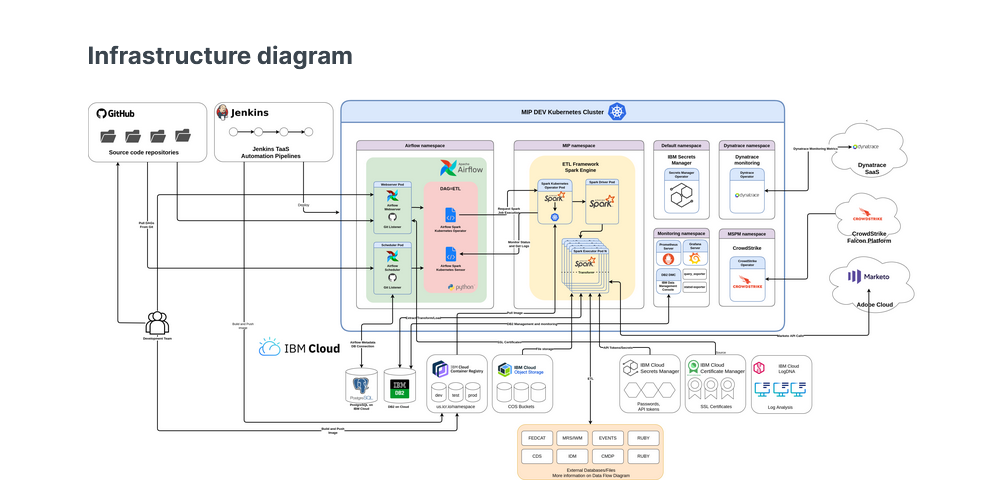 Infrastructure diagram
GitHub
Source code repositories
Jenkins
Jenkins TaaS
Automation Pipelines
MIP DEV Kubernetes Cluster
Airflow namespace
Apache
Airflow
Webserver Pod
Airflow
Webserver
Git Listener
Scheduler Pod
Airflow
Scheduler
Git Listener
DAG=ETL
Airflow Spark
Kubernetes Operator
Airflow Spark
Kubernetes Sensor
python
MIP namespace
ETL Framework
Spark Engine
Spark Kubernetes
Operator Pod
Spark
Spark Driver Pod
Spark
Spark Executor Pod N
Spark
Transformer
Request Spark
Job Execution
Monitor Status
and Get Logs
Default namespace
IBM Secrets
Manager
Secrets Manager
Operator
Dynatrace namespace
Dynatrace
monitoring
Dyntrace
Operator
dynatrace
Monitoring namespace
Prometheus
Server
Grafana
Server
DB2 DMC
IBM Data
Management
Console
query_exporter
statsd-exporter
MSPM namespace
CrowdStrike
CrowdStrike
Operator
CROWDSTRIKE
Dynatrace Monitoring Metrics
dynatrace
Dynatrace
SaaS
CROWDSTRIKE
CrowdStrike
Falcon Platform
Marketo
Adobe Cloud
Marketo API Calls
Deploy
Pull DAGs
From Git
Development Team
Build and Push
Image
IBM Cloud
Airflow Metadata
DB Connection
Extract/Transform/Load
Pull Image
DB2 Management and monitoring
SSL Certificates
File storage
API Tokens/Secrets
ETL
PostgreSQL
PostgreSQL on
IBM Cloud
IBM
DB2
DB2 on Cloud
IBM Cloud
Container Registry
dev
test
prod
us.icr.io/namespace
IBM Cloud
Object Storage
COS Buckets
IBM Cloud
Secrets Manager
Passwords,
API tokens
IBM Cloud
Certificate Manager
SSL Certificates
IBM Cloud
LogDNA
Log Analysis
Build and Push
Image
FEDCAT
MRS/IWM
EVENTS
RUBY
CDS
IDM
CMDP
RUBY
External Databases/Files
More information on Data Flow Diagram